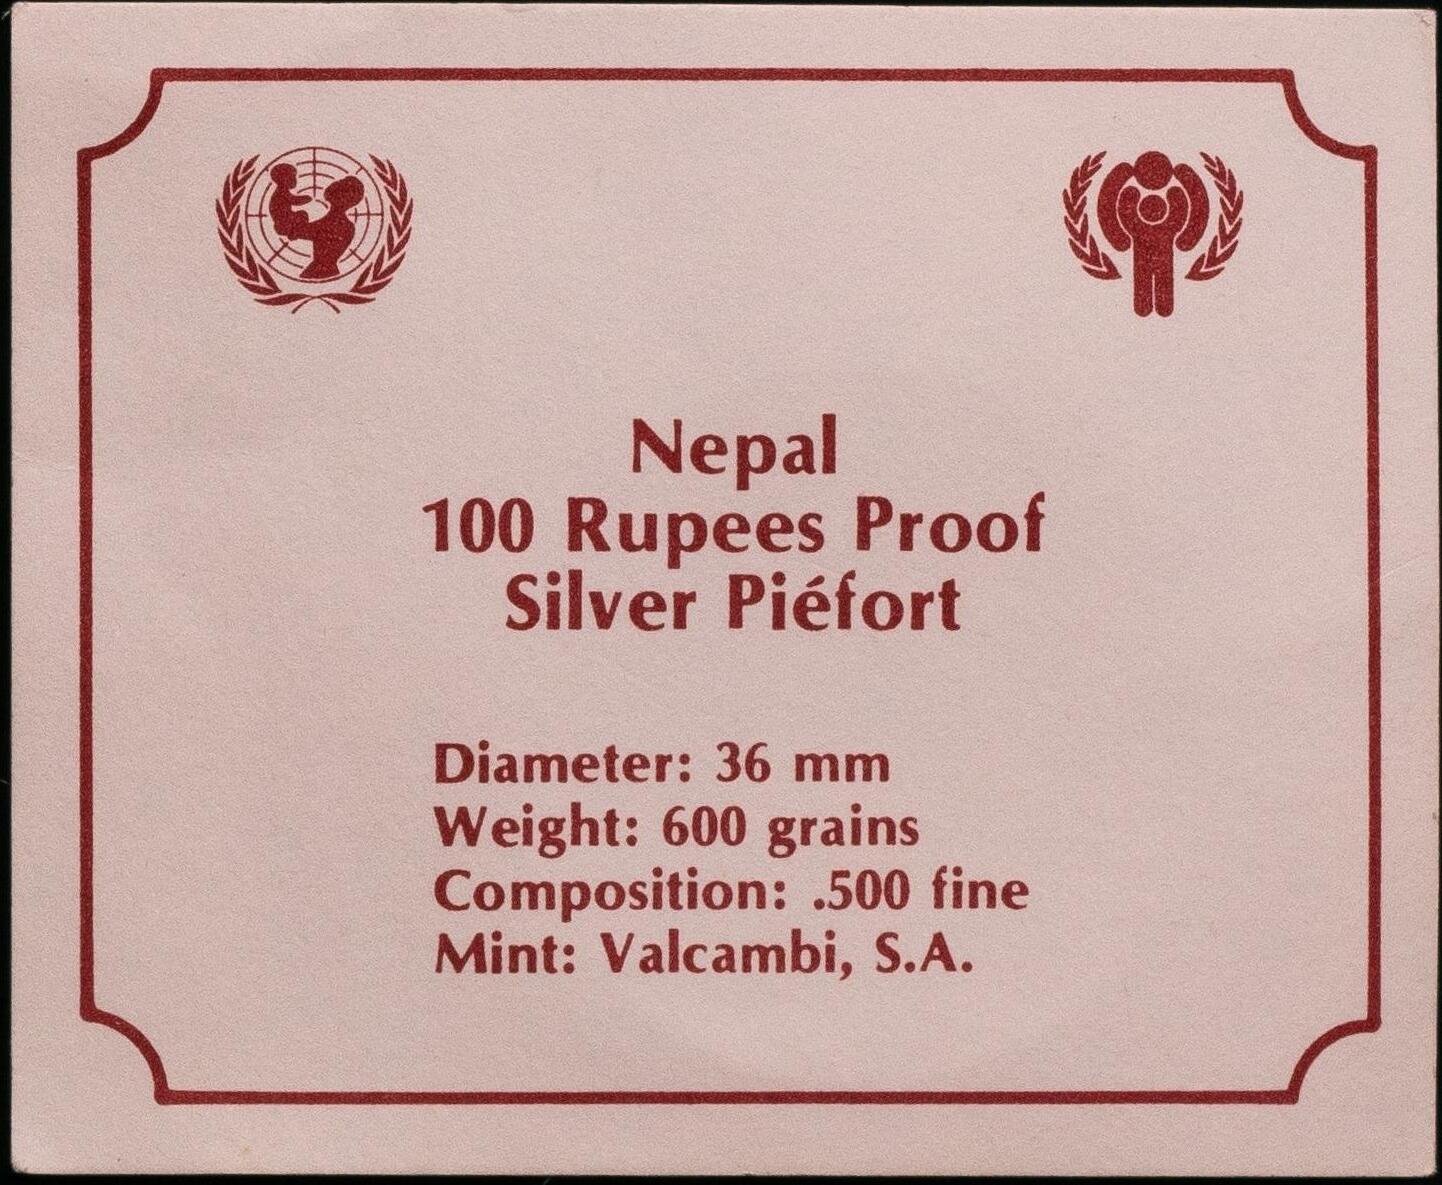 Nepal
100 Rupees Proof
Silver Piéfort
Diameter: 36 mm
Weight: 600 grains
Composition: .500 fine
Mint: Valcambi, S.A.